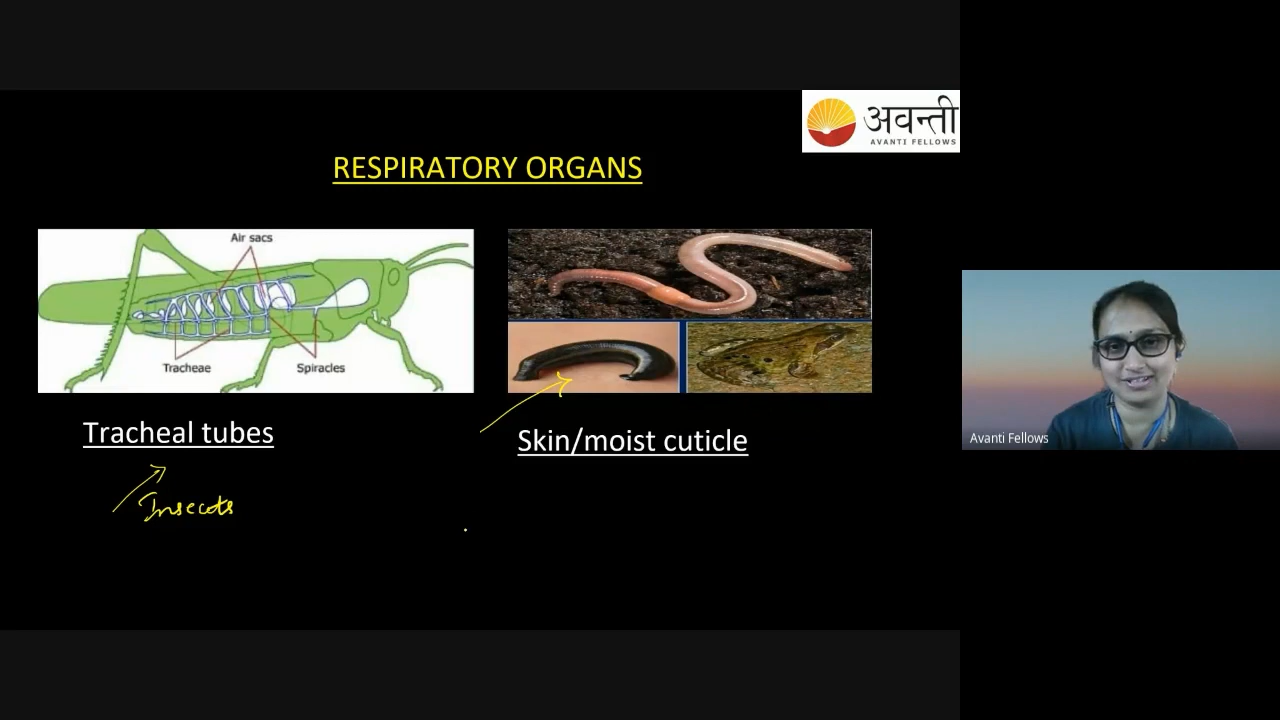 अवन्ती
AVANTI FELLOWS
RESPIRATORY ORGANS
Air sacs
Tracheae
Spiracles
Tracheal tubes
Skin/moist cuticle
Insects
Avanti Fellows